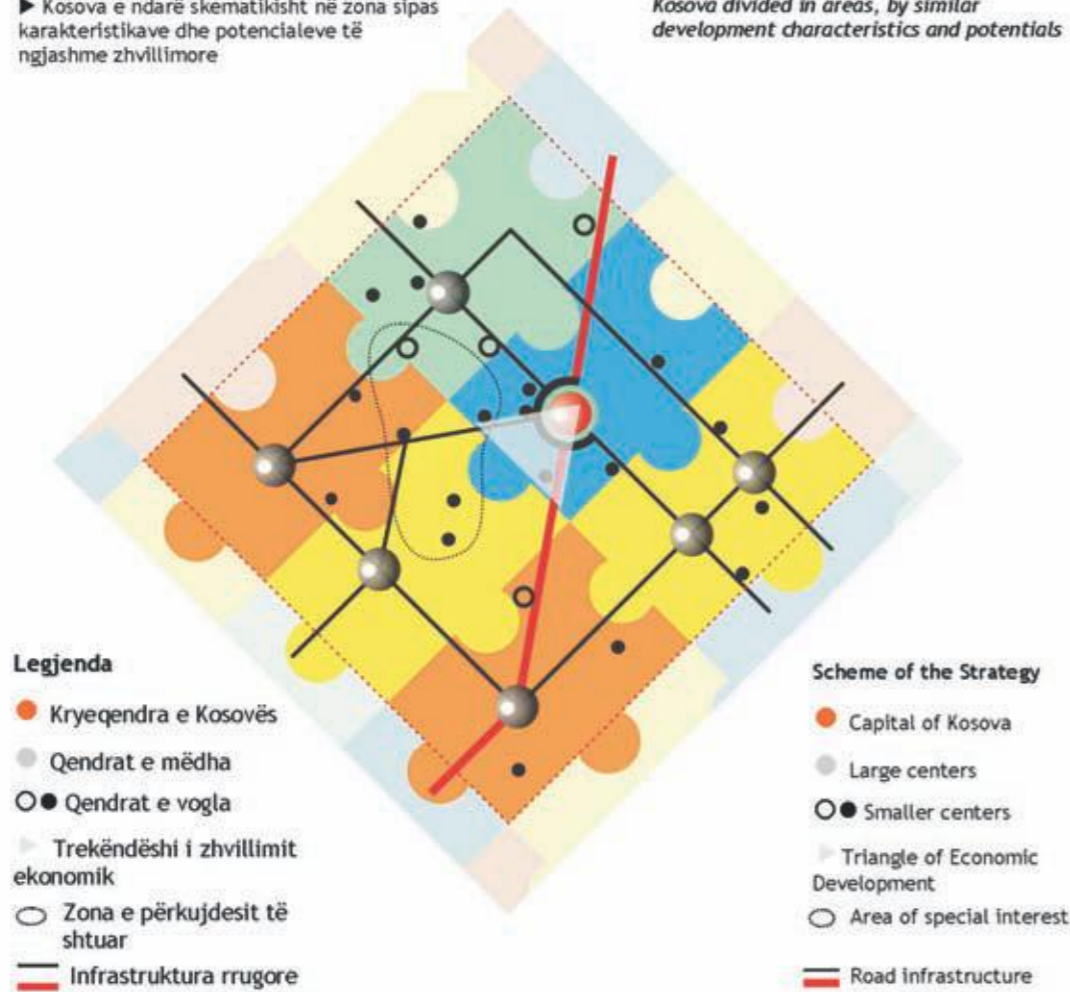 ▶ Kosova e ndarë skematikisht në zona sipas
karakteristikave dhe potencialeve të
ngjashme zhvillimore
Kosova divided in areas, by similar
development characteristics and potentials
Legjenda
Kryeqendra e Kosovës
Qendrat e mëdha
Qendrat e vogla
Trekëndëshi i zhvillimit
ekonomik
Zona e përkujdesit të
shtuar
Infrastruktura rrugore
Scheme of the Strategy
Capital of Kosova
Large centers
Smaller centers
Triangle of Economic
Development
Area of special interest
Road infrastructure